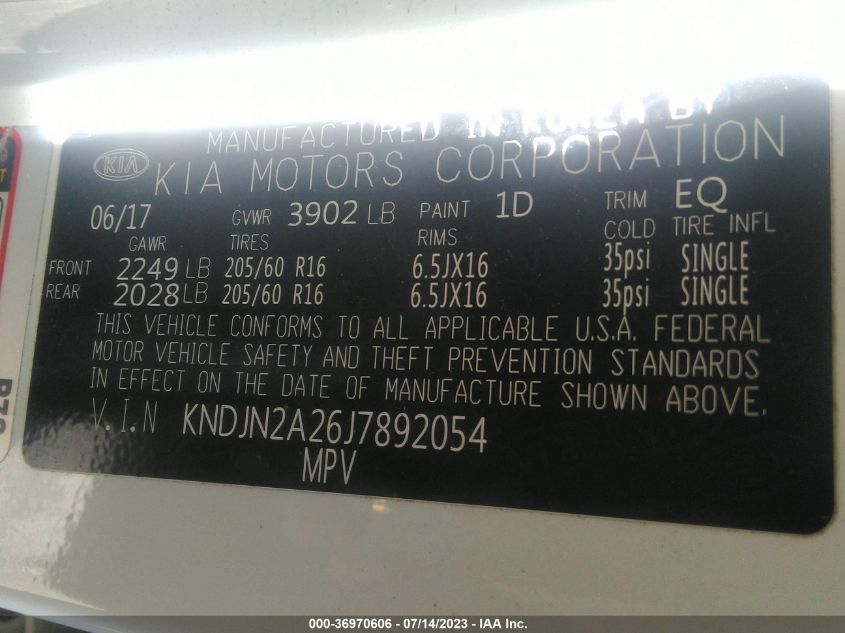 MANUFACTURED IN KOREA BY
KIA KIA MOTORS CORPORATION
06/17 GVWR 3902 LB PAINT 1D TRIM EQ
GAWR TIRES RIMS COLD TIRE INFL
FRONT 2249 LB 205/60 R16 6.5JX16 35psi SINGLE
REAR 2028 LB 205/60 R16 6.5JX16 35psi SINGLE
THIS VEHICLE CONFORMS TO ALL APPLICABLE U.S.A. FEDERAL
MOTOR VEHICLE SAFETY AND THEFT PREVENTION STANDARDS
IN EFFECT ON THE DATE OF MANUFACTURE SHOWN ABOVE.
V.I.N KNDJN2A26J7892054
MPV
000-36970606 - 07/14/2023 - IAA Inc.